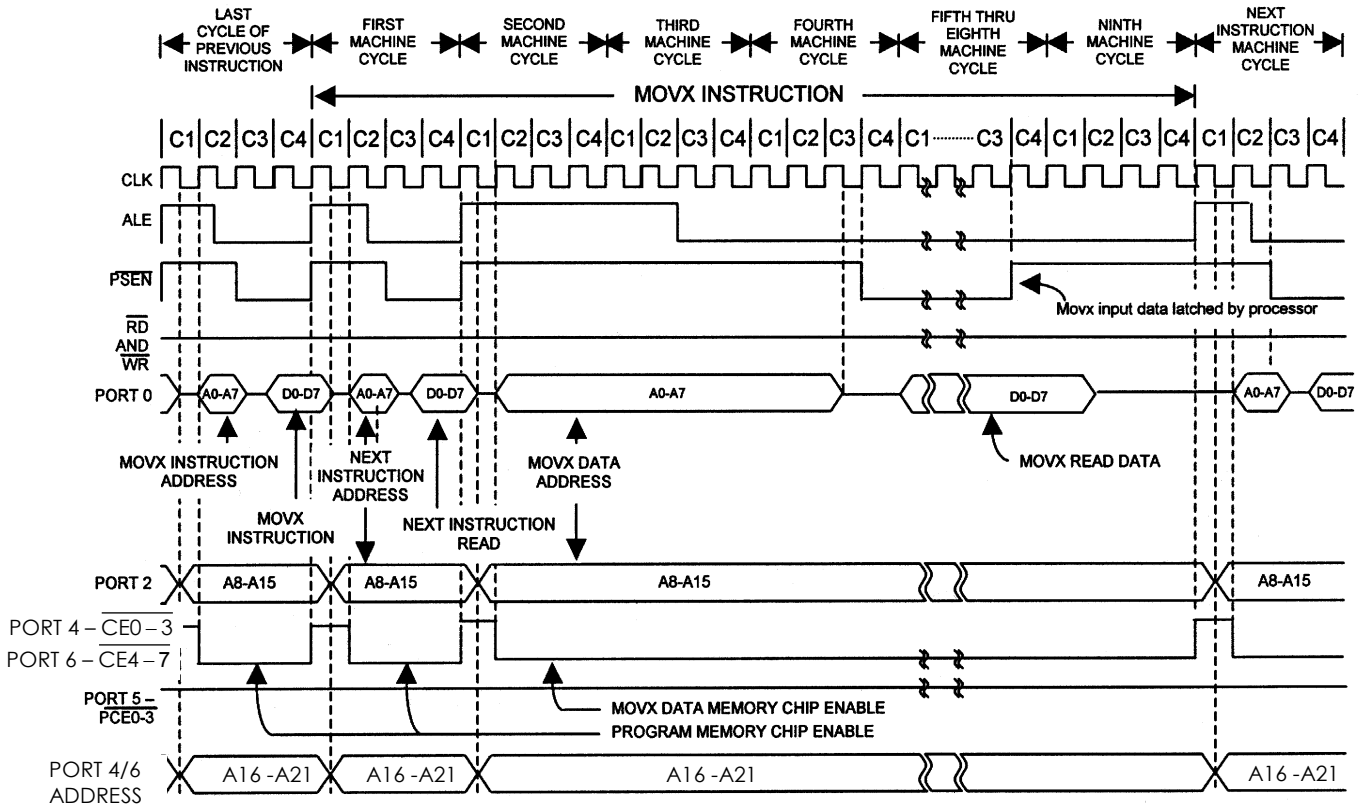 LAST
CYCLE OF
PREVIOUS
INSTRUCTION
FIRST
MACHINE
CYCLE
SECOND
MACHINE
CYCLE
THIRD
MACHINE
CYCLE
FOURTH
MACHINE
CYCLE
FIFTH THRU
EIGHTH
MACHINE
CYCLE
NINTH
MACHINE
CYCLE
NEXT
INSTRUCTION
MACHINE
CYCLE
MOVX INSTRUCTION
C1 C2 C3 C4 C1 C2 C3 C4 C1 C2 C3 C4 C1 C2 C3 C4 C1 C2 C3 C4 C1 .......... C3 C4 C1 C2 C3 C4 C1 C2 C3 C4
CLK
ALE
PSEN
Movx input data latched by processor
RD
AND
WR
PORT 0 A0-A7 D0-D7 A0-A7 D0-D7 A0-A7 D0-D7 A0-A7 D0-D7
MOVX INSTRUCTION
ADDRESS
NEXT
INSTRUCTION
ADDRESS
MOVX DATA
ADDRESS
MOVX READ DATA
MOVX
INSTRUCTION
NEXT INSTRUCTION
READ
PORT 2 A8-A15 A8-A15 A8-A15 A8-A15
PORT 4 – CE0 – 3
PORT 6 – CE4 – 7
PORT 5 –
PCE0-3
MOVX DATA MEMORY CHIP ENABLE
PROGRAM MEMORY CHIP ENABLE
PORT 4/6
ADDRESS
A16 -A21 A16 -A21 A16 -A21 A16 -A21